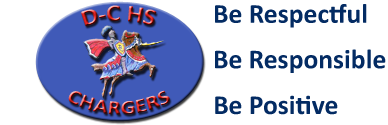 D-C HS
CHARGERS
Be Respectful
Be Responsible
Be Positive